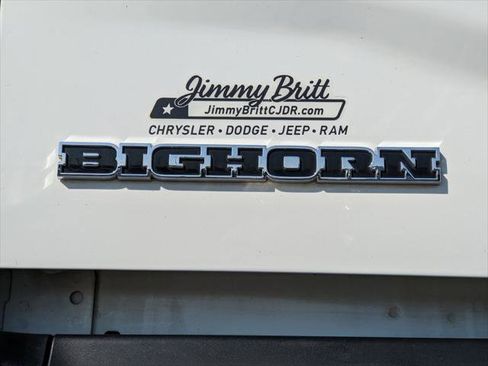 Jimmy Britt
JimmyBrittCJDR.com
CHRYSLER • DODGE • JEEP • RAM
BIGHORN